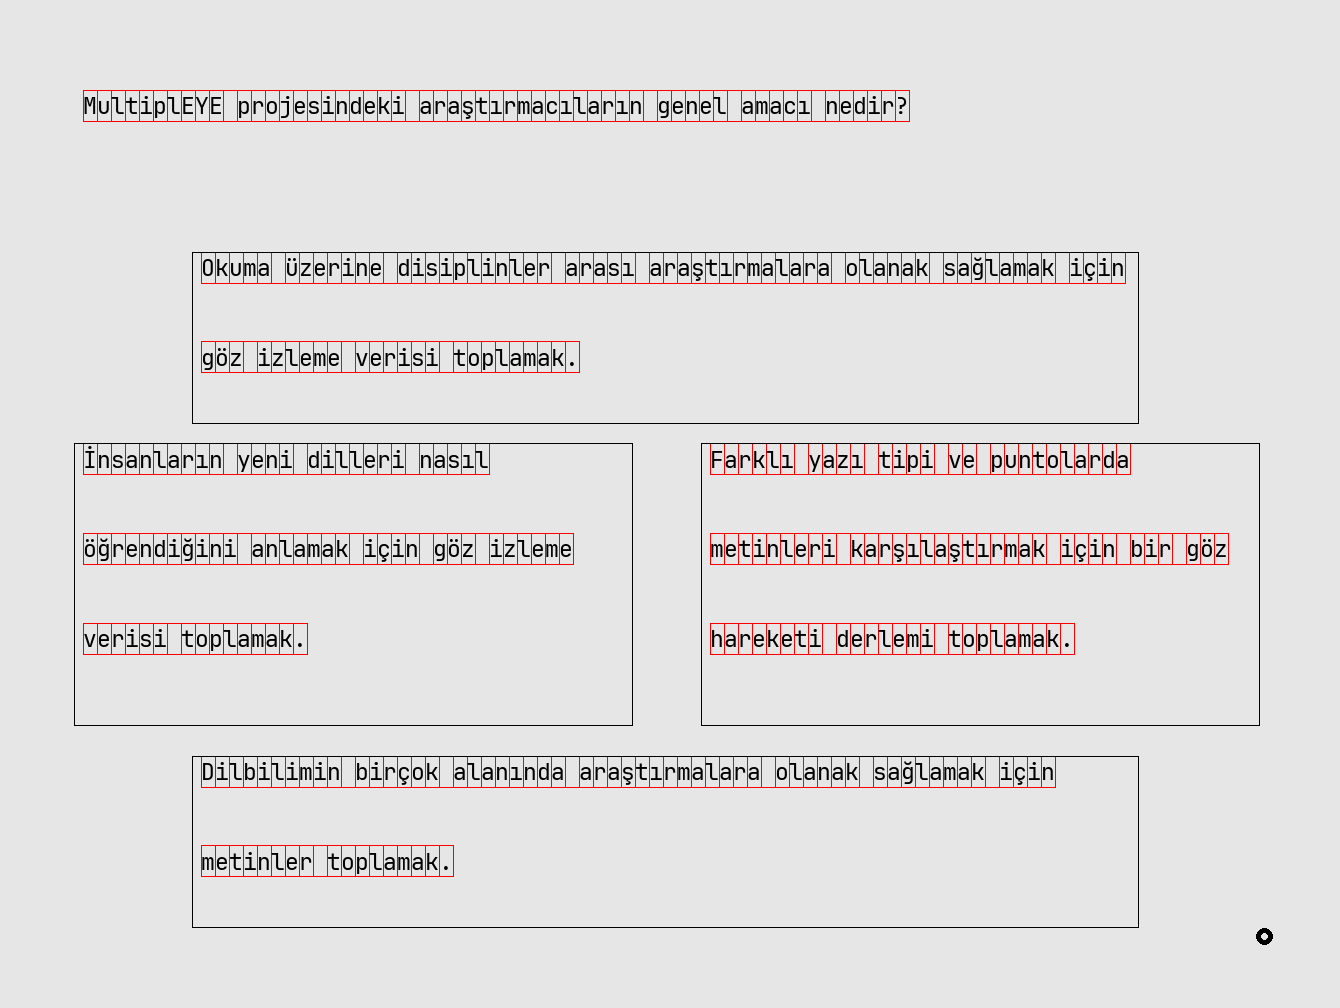 MultiplEYE projesindeki araştırmacıların genel amacı nedir?
Okuma üzerine disiplinler arası araştırmalara olanak sağlamak için
göz izleme verisi toplamak.
İnsanların yeni dilleri nasıl
öğrendiğini anlamak için göz izleme
verisi toplamak.
Farklı yazı tipi ve puntolarda
metinleri karşılaştırmak için bir göz
hareketi derlemi toplamak.
Dilbilimin birçok alanında araştırmalara olanak sağlamak için
metinler toplamak.